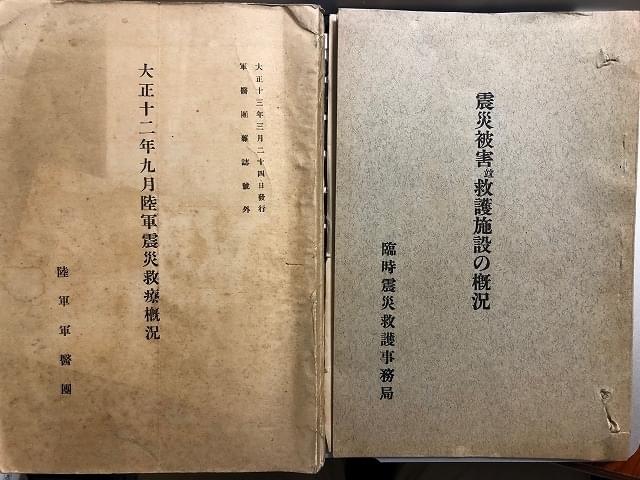 大正十三年三月二十四日發行
軍醫團雜誌號外
大正十二年九月陸軍震災救療槪況
陸軍軍醫團
震災被害並救護施設の槪況
臨時震災救護事務局